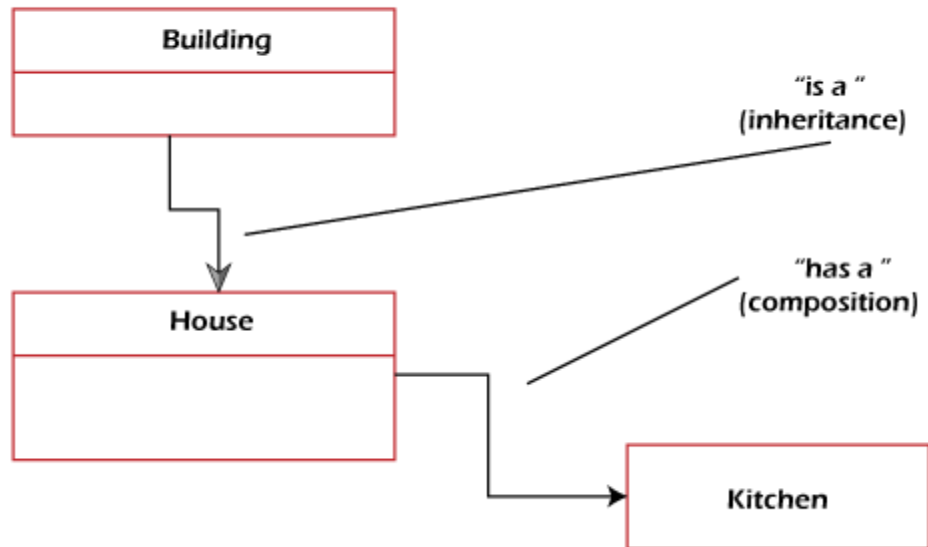 Building
“is a ”
(inheritance)
“has a ”
(composition)
House
Kitchen